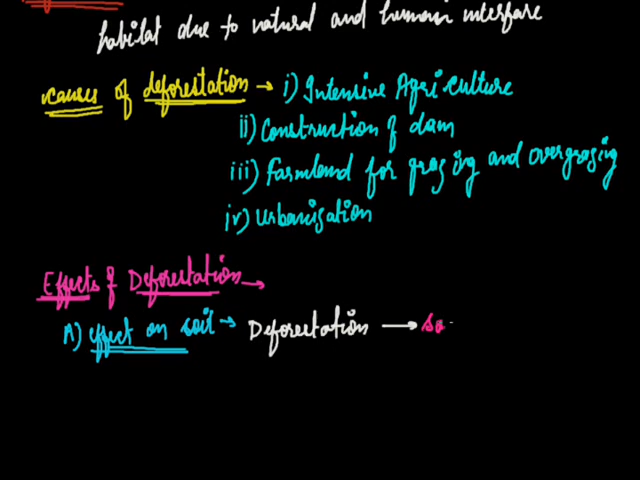 habitat due to natural and human interfare
causes of deforestation → i) Intensive Agriculture
ii) Construction of dam
iii) Farmland for grazing and overgrazing
iv) Urbanisation
Effects of Deforestation →
A) effect on soil → Deforestation → so